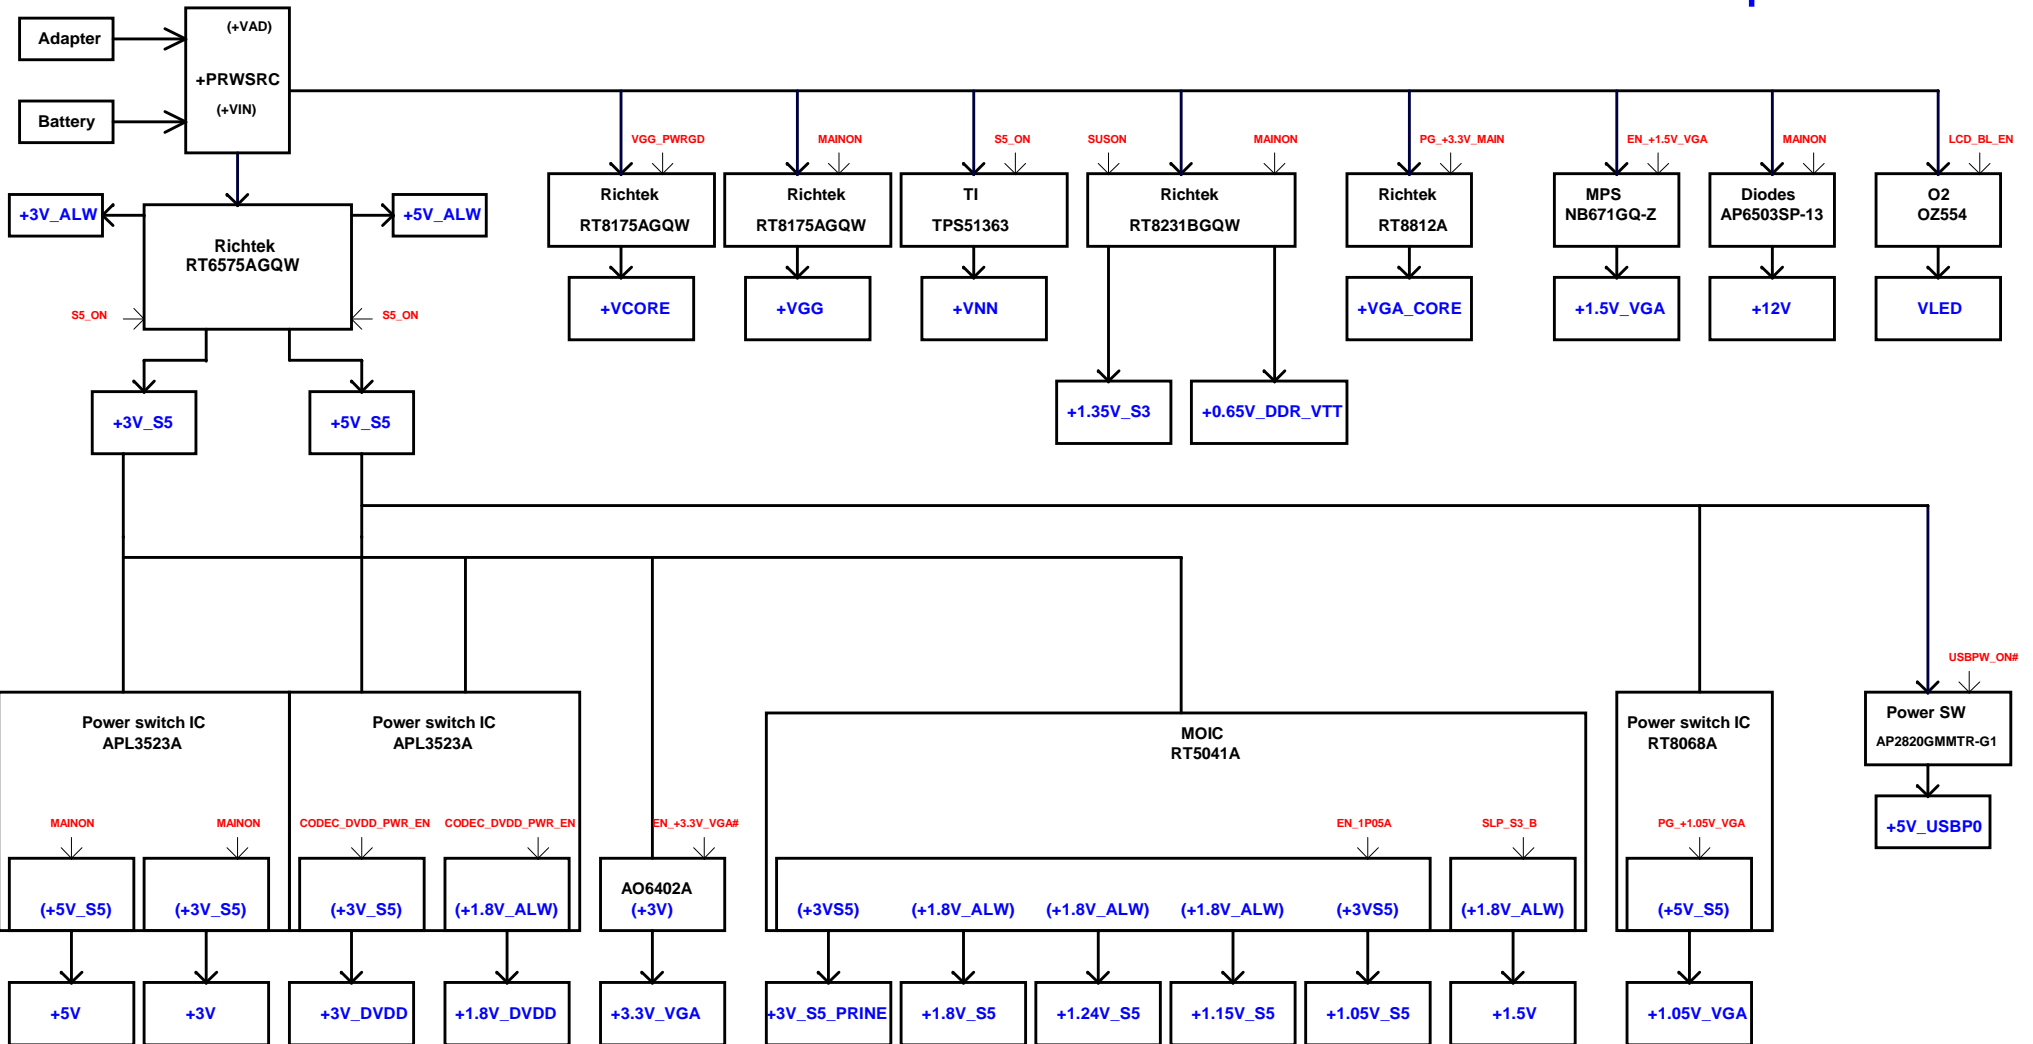 (+VAD)
Adapter
+PRWSRC
(+VIN)
Battery
VGG_PWRGD
MAINON
S5_ON
SUSON
MAINON
PG_+3.3V_MAIN
EN_+1.5V_VGA
MAINON
LCD_BL_EN
+3V_ALW
+5V_ALW
Richtek
RT6575AGQW
Richtek
RT8175AGQW
Richtek
RT8175AGQW
TI
TPS51363
Richtek
RT8231BGQW
Richtek
RT8812A
MPS
NB671GQ-Z
Diodes
AP6503SP-13
O2
OZ554
S5_ON
S5_ON
+VCORE
+VGG
+VNN
+VGA_CORE
+1.5V_VGA
+12V
VLED
+3V_S5
+5V_S5
+1.35V_S3
+0.65V_DDR_VTT
USBPW_ON#
Power switch IC
APL3523A
Power switch IC
APL3523A
MOIC
RT5041A
Power switch IC
RT8068A
Power SW
AP2820GMMTR-G1
MAINON
MAINON
CODEC_DVDD_PWR_EN
CODEC_DVDD_PWR_EN
EN_+3.3V_VGA#
EN_1P05A
SLP_S3_B
PG_+1.05V_VGA
+5V_USBP0
(+5V_S5)
(+3V_S5)
(+3V_S5)
(+1.8V_ALW)
AO6402A
(+3V)
(+3VS5)
(+1.8V_ALW)
(+1.8V_ALW)
(+1.8V_ALW)
(+3VS5)
(+1.8V_ALW)
(+5V_S5)
+5V
+3V
+3V_DVDD
+1.8V_DVDD
+3.3V_VGA
+3V_S5_PRINE
+1.8V_S5
+1.24V_S5
+1.15V_S5
+1.05V_S5
+1.5V
+1.05V_VGA